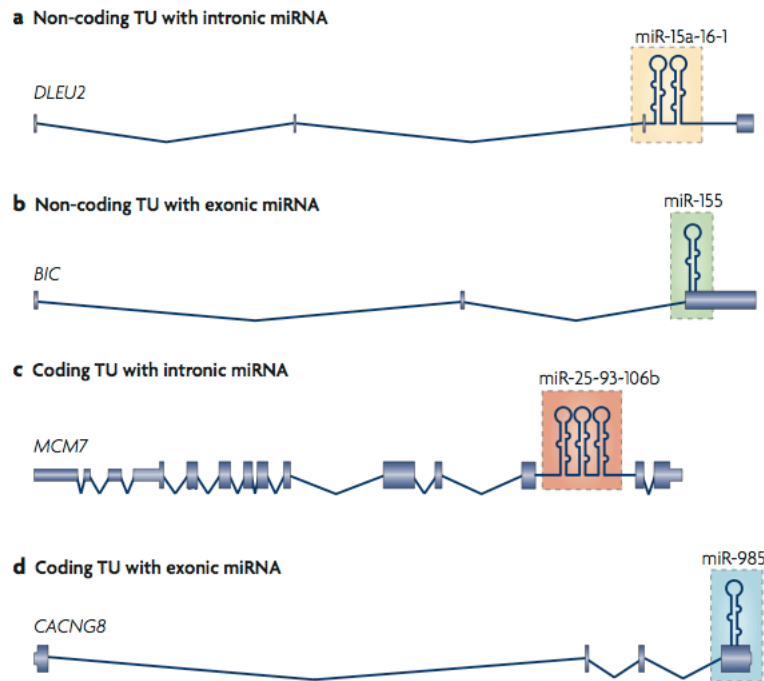 a Non-coding TU with intronic miRNA
miR-15a-16-1
DLEU2
b Non-coding TU with exonic miRNA
miR-155
BIC
c Coding TU with intronic miRNA
miR-25-93-106b
MCM7
d Coding TU with exonic miRNA
miR-985
CACNG8